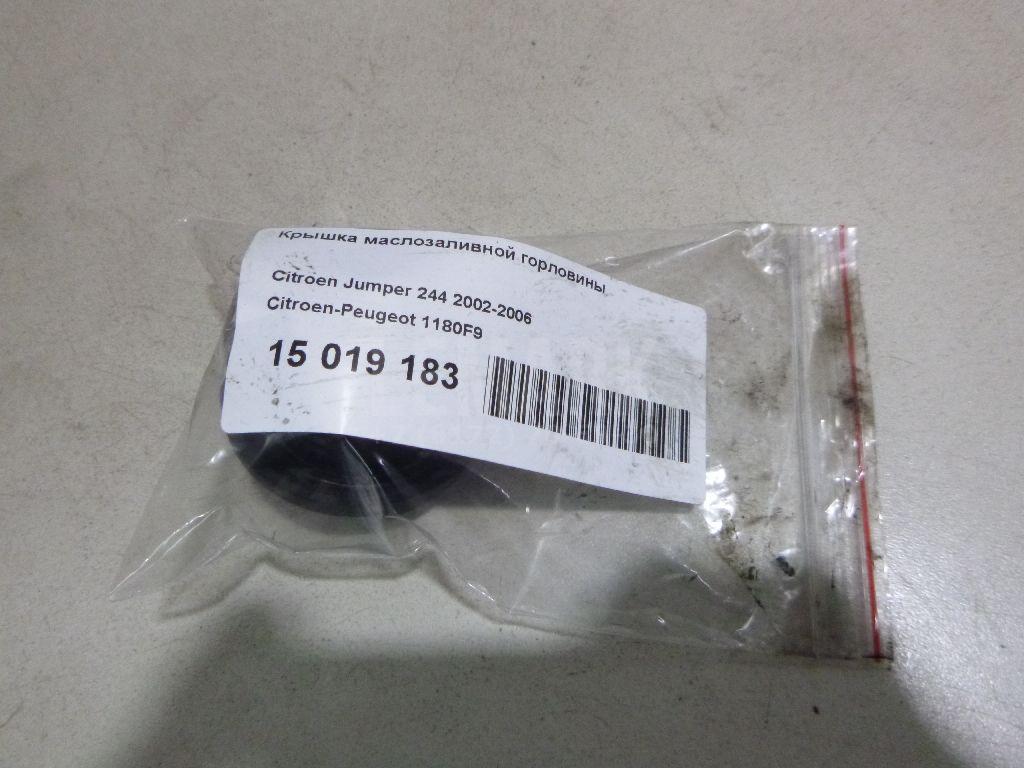 Крышка маслозаливной горловины
Citroen Jumper 244 2002-2006
Citroen-Peugeot 1180F9
15 019 183